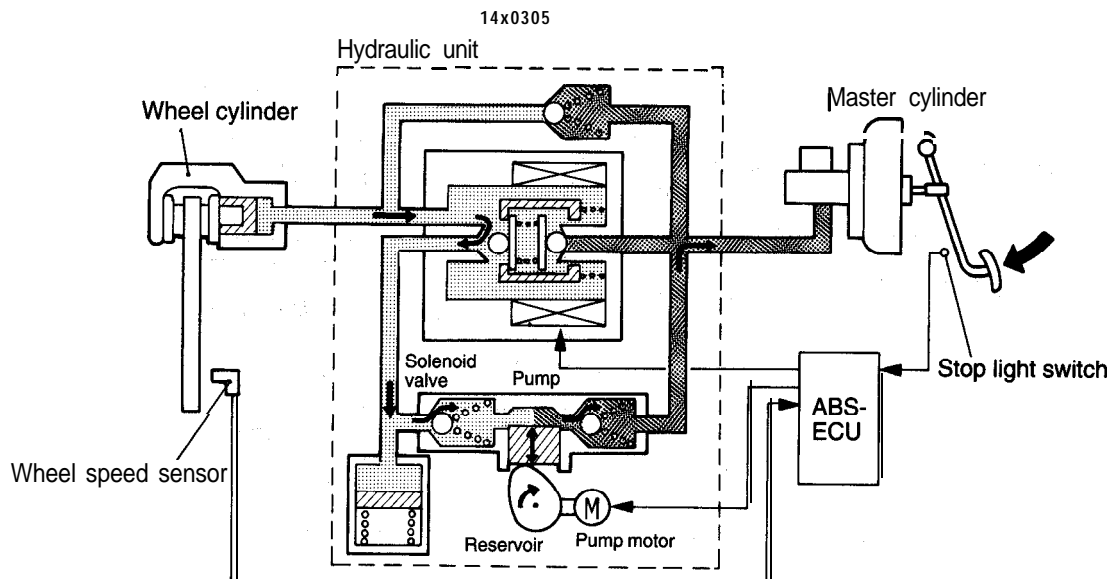 14x0305
Hydraulic unit
Wheel cylinder
Master cylinder
Solenoid
valve
Pump
Stop light switch
ABS-
ECU
Wheel speed sensor
M
Reservoir
Pump motor